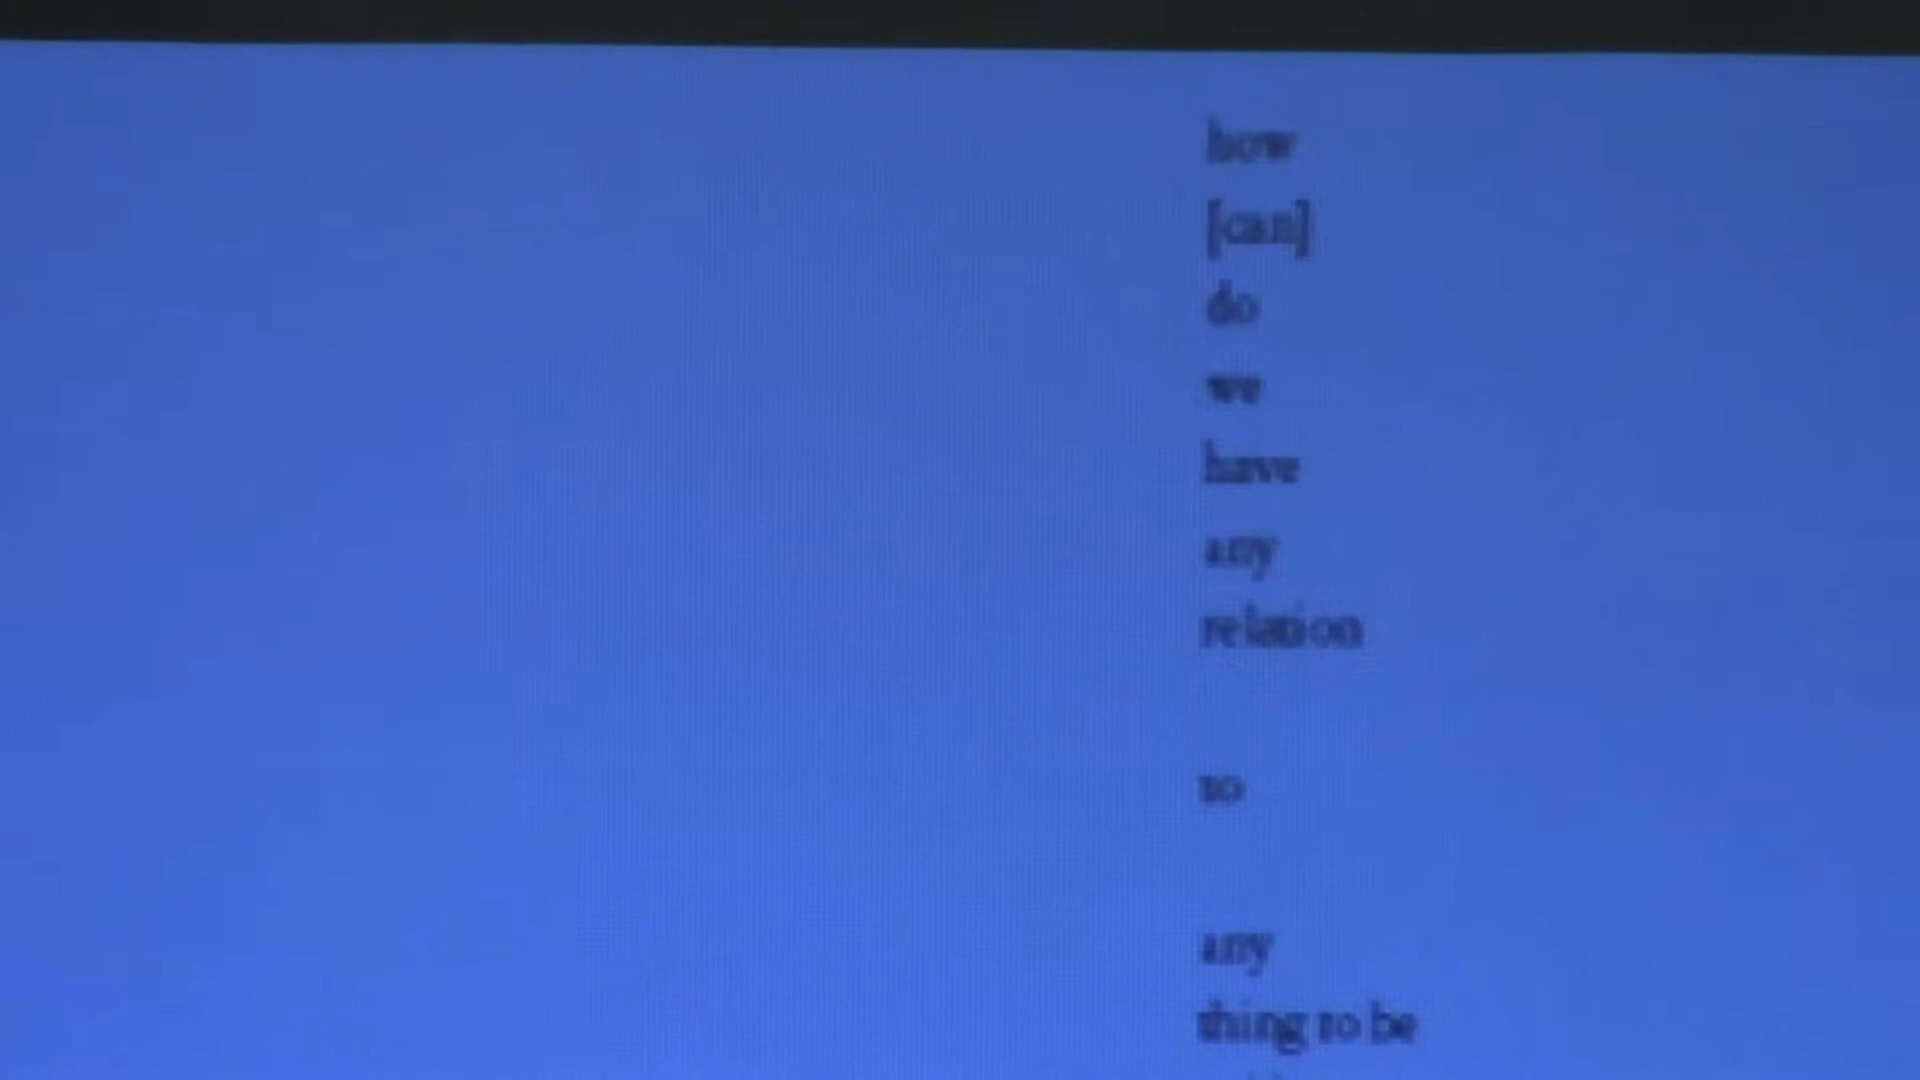 how
[can]
do
we
have
any
relation
to
any
thing to be